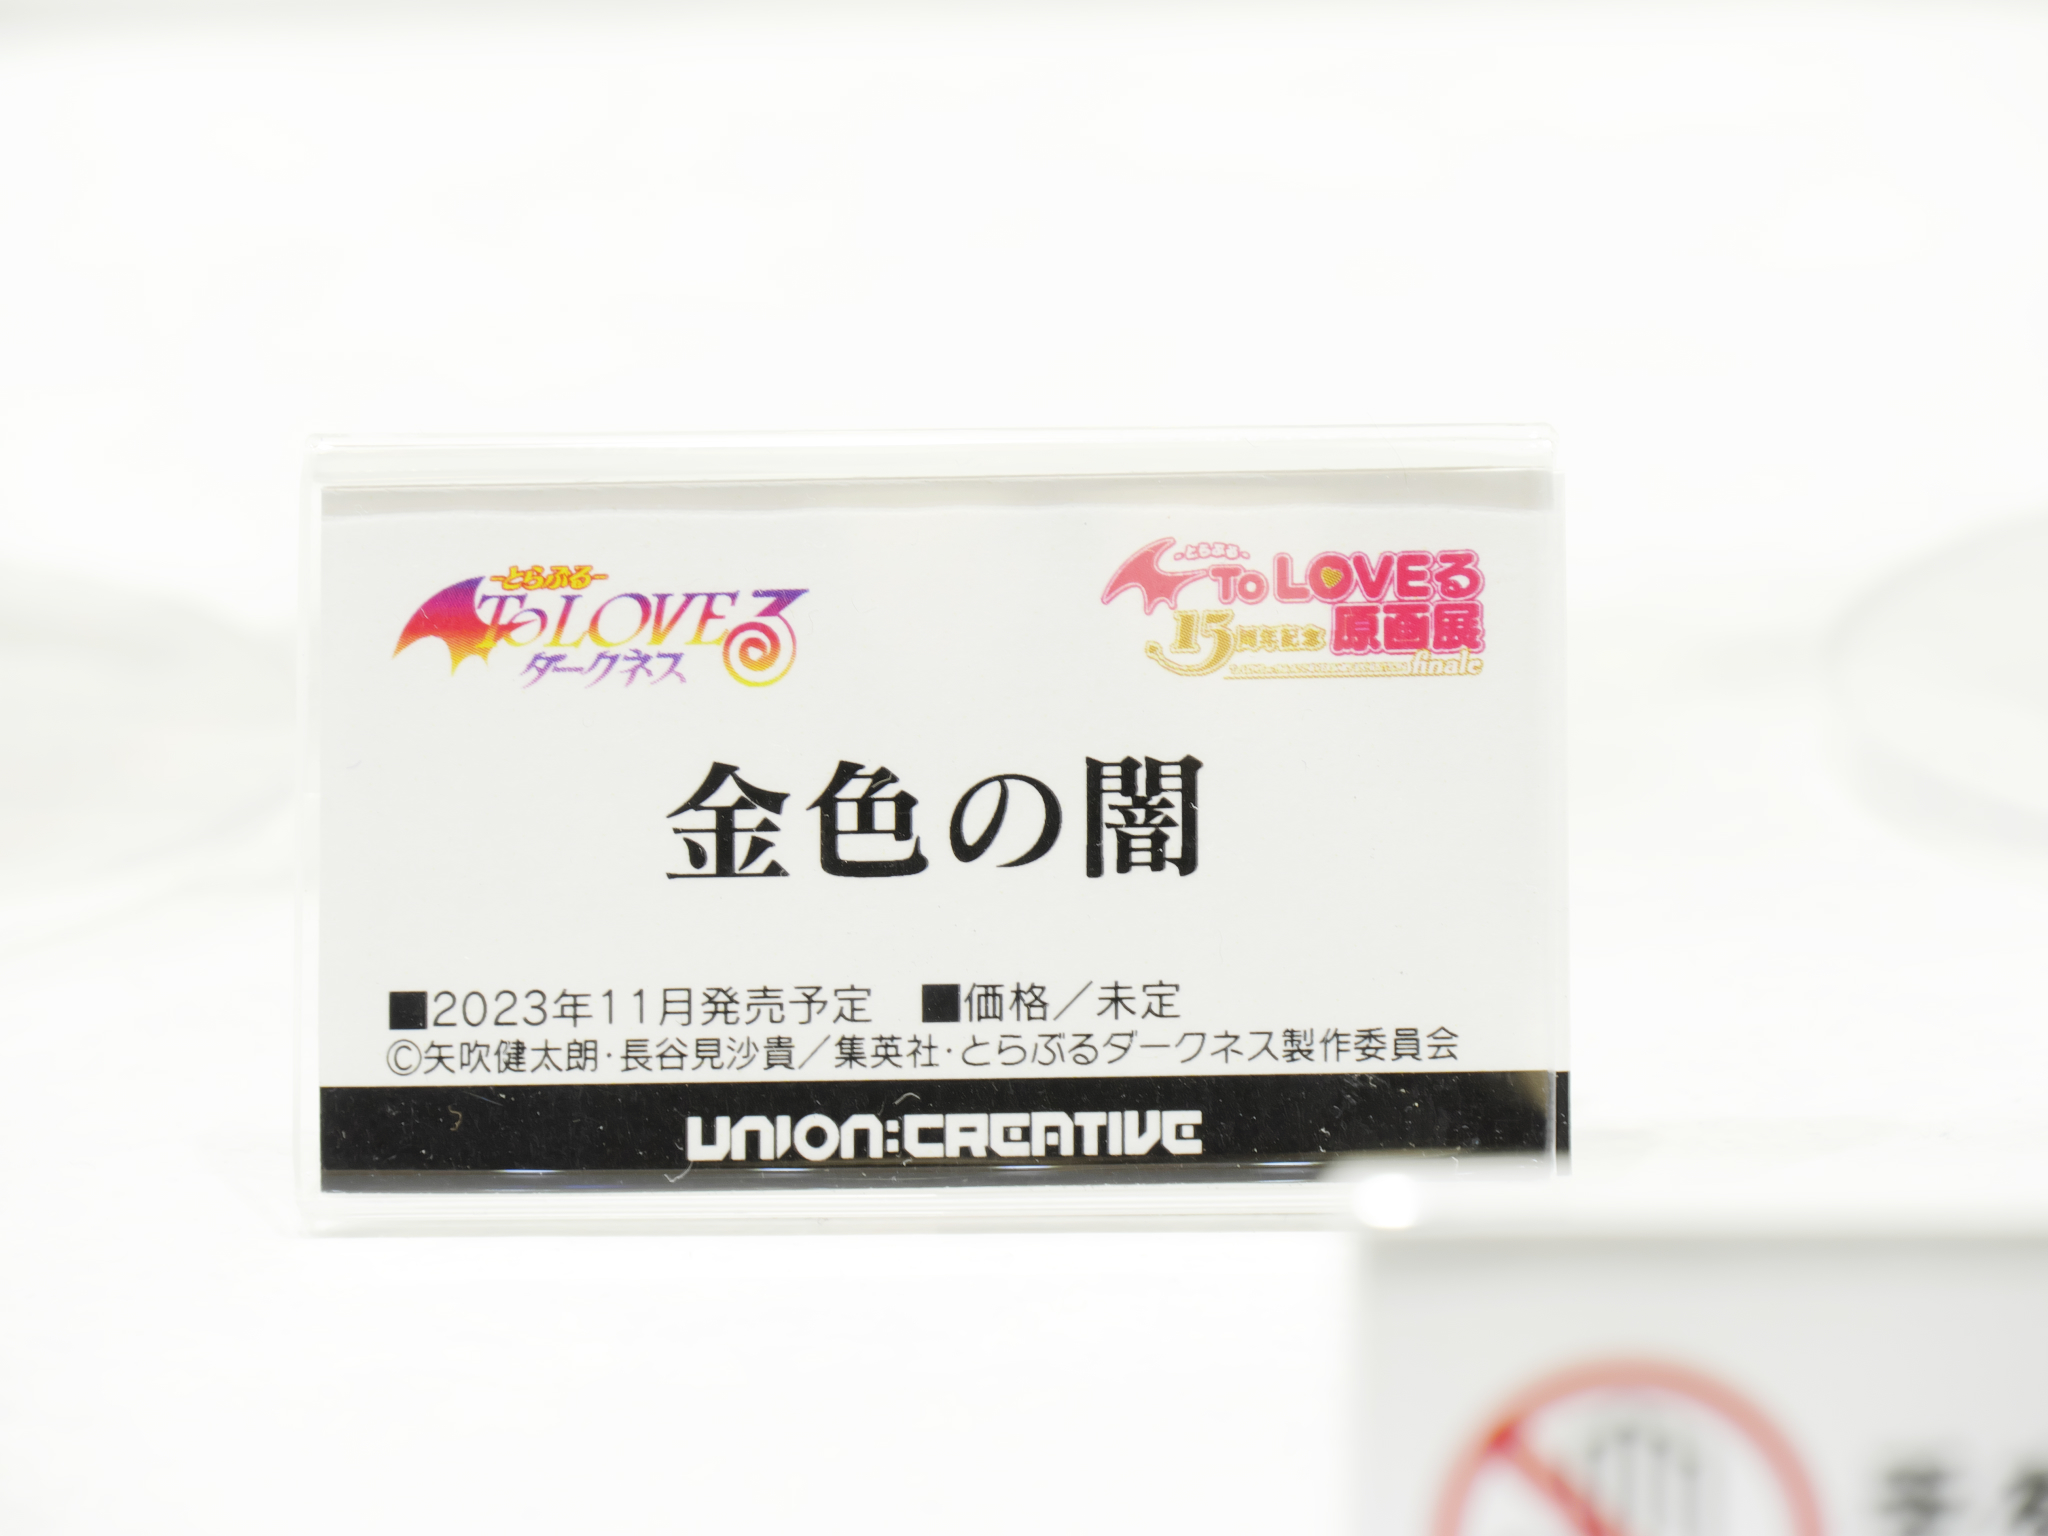 -とらぶる-
To LOVEる
ダークネス
-とらぶる-
To LOVEる
15周年記念 原画展
finale
金色の闇
■2023年11月発売予定 ■価格／未定
©矢吹健太朗・長谷見沙貴／集英社・とらぶるダークネス製作委員会
UNION:CREATIVE